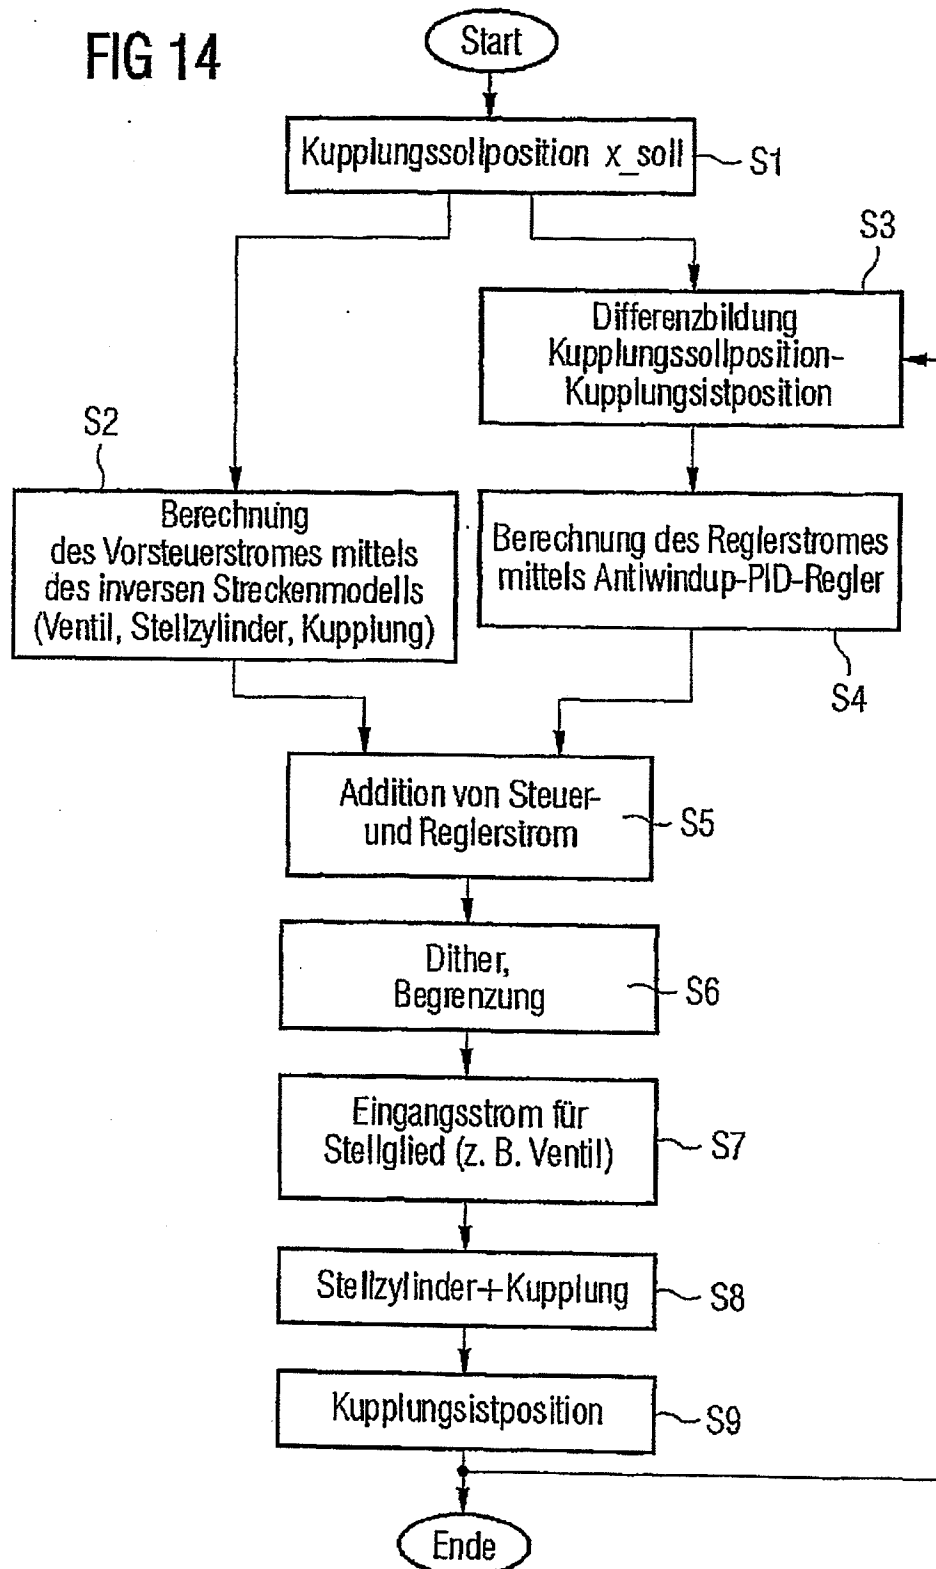 FIG 14
Start
Kupplungssollposition x_soll
S1
S3
Differenzbildung
Kupplungssollposition-
Kupplungsistposition
S2
Berechnung
des Vorsteuerstromes mittels
des inversen Streckenmodells
(Ventil, Stellzylinder, Kupplung)
Berechnung des Reglerstromes
mittels Antiwindup-PID-Regler
S4
Addition von Steuer-
und Reglerstrom
S5
Dither,
Begrenzung
S6
Eingangsstrom für
Stellglied (z. B. Ventil)
S7
Stellzylinder+Kupplung
S8
Kupplungsistposition
S9
Ende